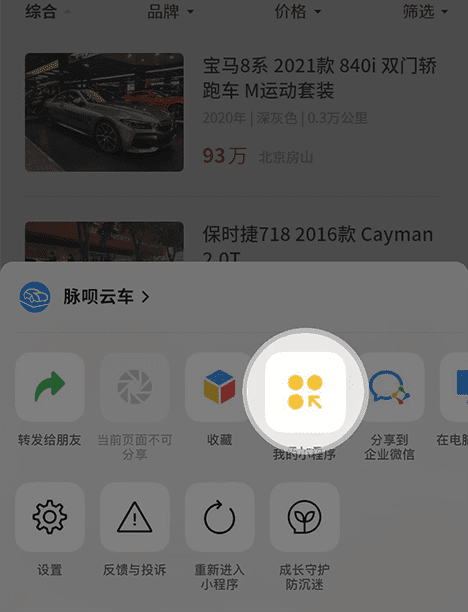 综合 品牌 价格 筛选
宝马8系 2021款 840i 双门轿
跑车 M运动套装
2020年 | 深灰色 | 0.3万公里
93万 北京房山
保时捷718 2016款 Cayman
2.0T
脉呗云车
转发给朋友 当前页面不可 收藏 我的小程序 分享到 在电脑
分享 企业微信
设置 反馈与投诉 重新进入 成长守护
小程序 防沉迷